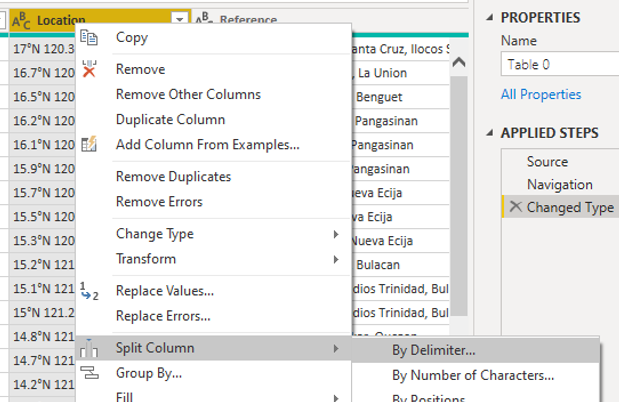 ABC Location ABC Reference
17°N 120.3
16.7°N 120
16.5°N 120
16.2°N 120
16.1°N 120
15.9°N 120
15.7°N 120
15.5°N 120
15.3°N 120
15.2°N 121
15.1°N 121
15°N 121.2
14.8°N 121
14.7°N 121
14.2°N 121
Copy
Remove
Remove Other Columns
Duplicate Column
Add Column From Examples...
Remove Duplicates
Remove Errors
Change Type
Transform
Replace Values...
Replace Errors...
Split Column
Group By...
Fill
By Delimiter...
By Number of Characters...
By Positions
anta Cruz, Ilocos S
, La Union
Benguet
Pangasinan
Pangasinan
angasinan
ueva Ecija
va Ecija
Nueva Ecija
Bulacan
dios Trinidad, Bul
dios Trinidad, Bul
PROPERTIES
Name
Table 0
All Properties
APPLIED STEPS
Source
Navigation
Changed Type